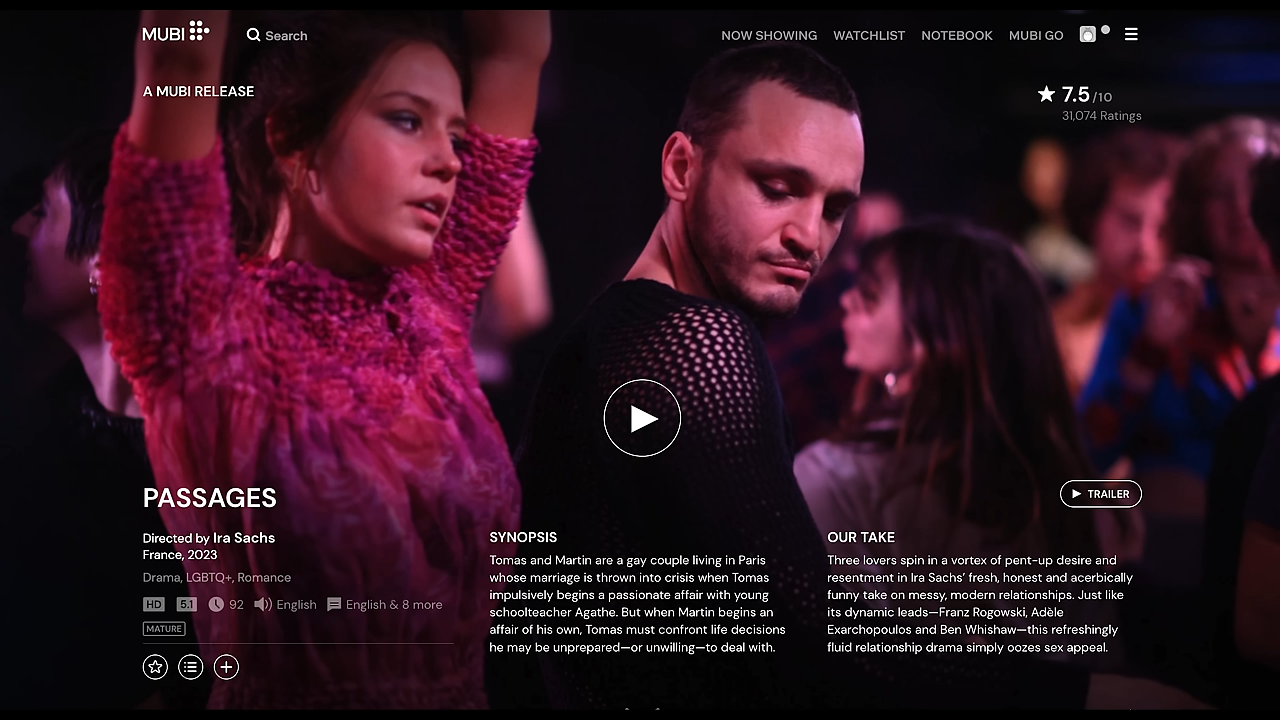 MUBI
Search
NOW SHOWING
WATCHLIST
NOTEBOOK
MUBI GO
A MUBI RELEASE
7.5/10
31,074 Ratings
PASSAGES
TRAILER
Directed by Ira Sachs
France, 2023
Drama, LGBTQ+, Romance
HD 5.1 92 English English & 8 more
MATURE
SYNOPSIS
Tomas and Martin are a gay couple living in Paris
whose marriage is thrown into crisis when Tomas
impulsively begins a passionate affair with young
schoolteacher Agathe. But when Martin begins an
affair of his own, Tomas must confront life decisions
he may be unprepared—or unwilling—to deal with.
OUR TAKE
Three lovers spin in a vortex of pent-up desire and
resentment in Ira Sachs’ fresh, honest and acerbically
funny take on messy, modern relationships. Just like
its dynamic leads—Franz Rogowski, Adèle
Exarchopoulos and Ben Whishaw—this refreshingly
fluid relationship drama simply oozes sex appeal.